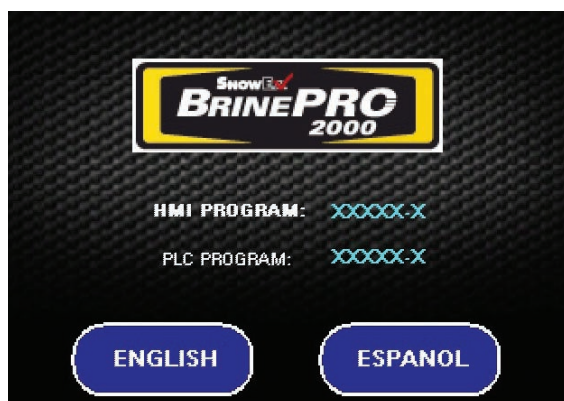 SNOWEX
BRINEPRO
2000
HMI PROGRAM: XXXXX-X
PLC PROGRAM: XXXXX-X
ENGLISH ESPANOL